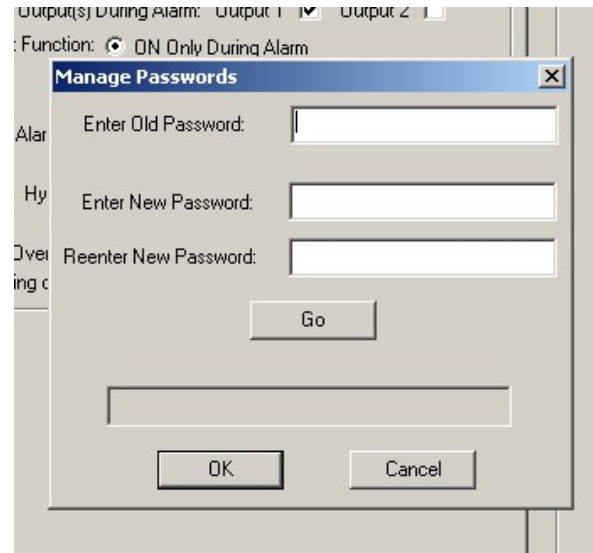 Output(s) During Alarm: Output 1 Output 2
: Function: ON Only During Alarm
Manage Passwords
Alar
Enter Old Password:
Hy
Enter New Password:
Over
Reenter New Password:
ing
Go
OK Cancel